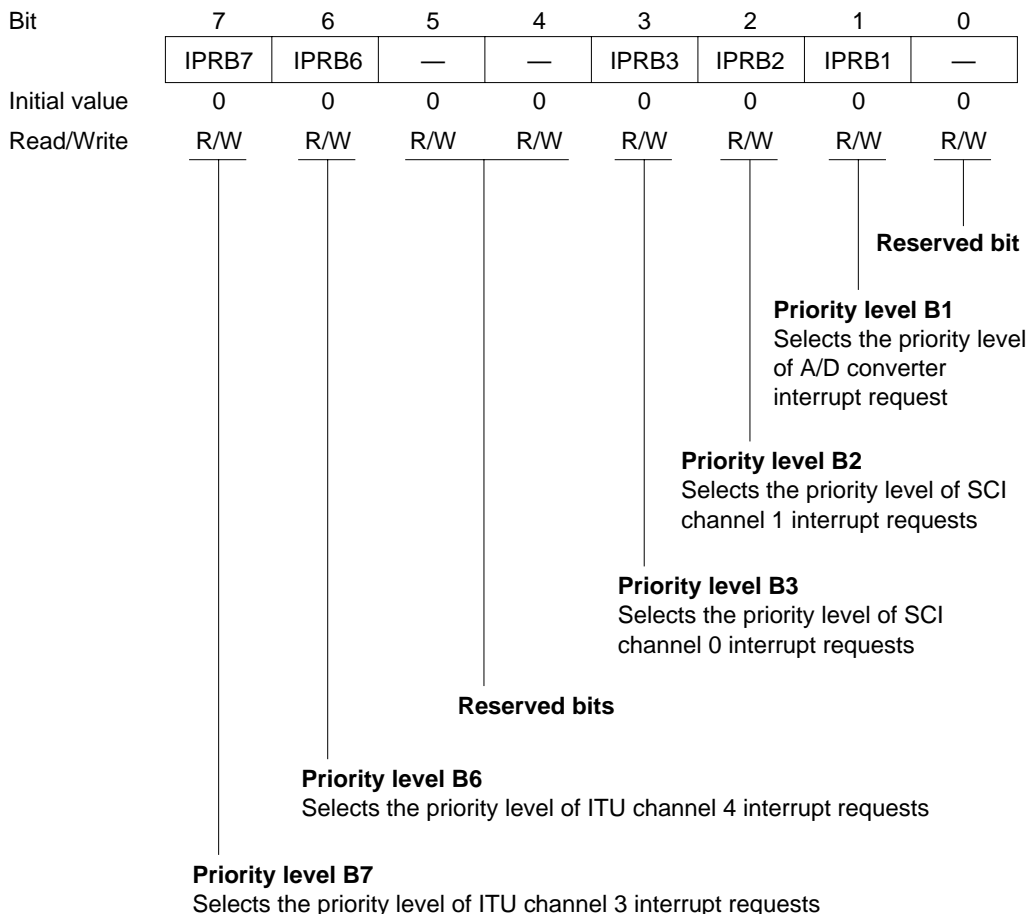 Bit 7 6 5 4 3 2 1 0
IPRB7 IPRB6 — — IPRB3 IPRB2 IPRB1 —
Initial value 0 0 0 0 0 0 0 0
Read/Write R/W R/W R/W R/W R/W R/W R/W R/W
Reserved bit
Priority level B1
Selects the priority level
of A/D converter
interrupt request
Priority level B2
Selects the priority level of SCI
channel 1 interrupt requests
Priority level B3
Selects the priority level of SCI
channel 0 interrupt requests
Reserved bits
Priority level B6
Selects the priority level of ITU channel 4 interrupt requests
Priority level B7
Selects the priority level of ITU channel 3 interrupt requests